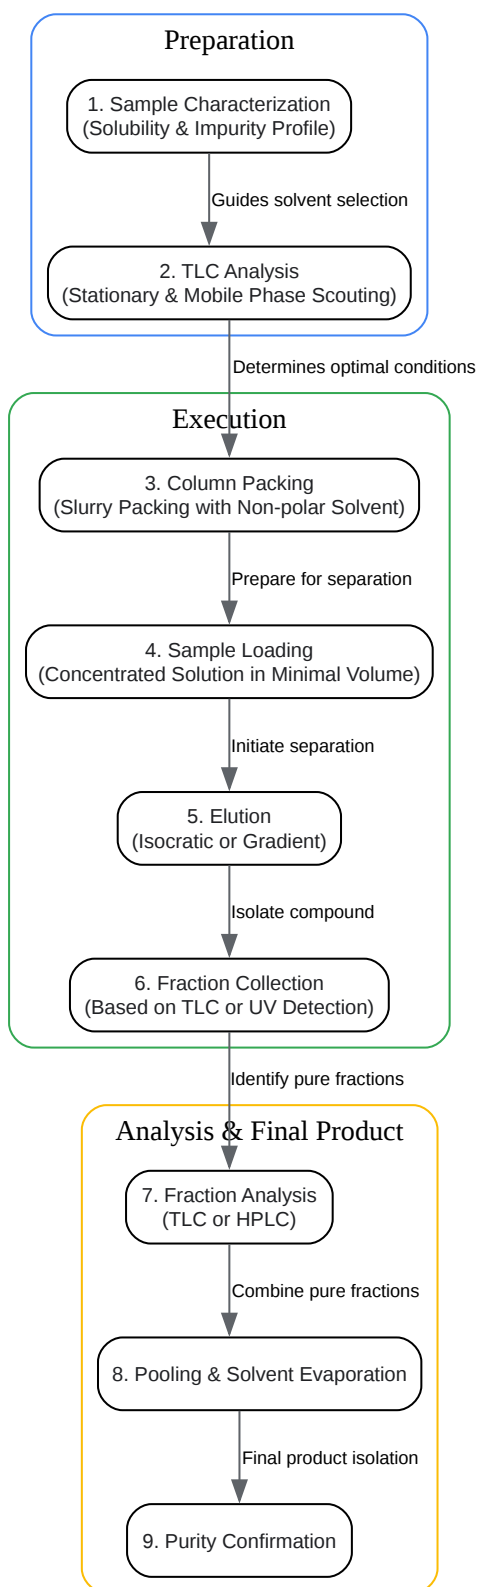 Preparation
1. Sample Characterization
(Solubility & Impurity Profile)
Guides solvent selection
2. TLC Analysis
(Stationary & Mobile Phase Scouting)
Determines optimal conditions
Execution
3. Column Packing
(Slurry Packing with Non-polar Solvent)
Prepare for separation
4. Sample Loading
(Concentrated Solution in Minimal Volume)
Initiate separation
5. Elution
(Isocratic or Gradient)
Isolate compound
6. Fraction Collection
(Based on TLC or UV Detection)
Identify pure fractions
Analysis & Final Product
7. Fraction Analysis
(TLC or HPLC)
Combine pure fractions
8. Pooling & Solvent Evaporation
Final product isolation
9. Purity Confirmation